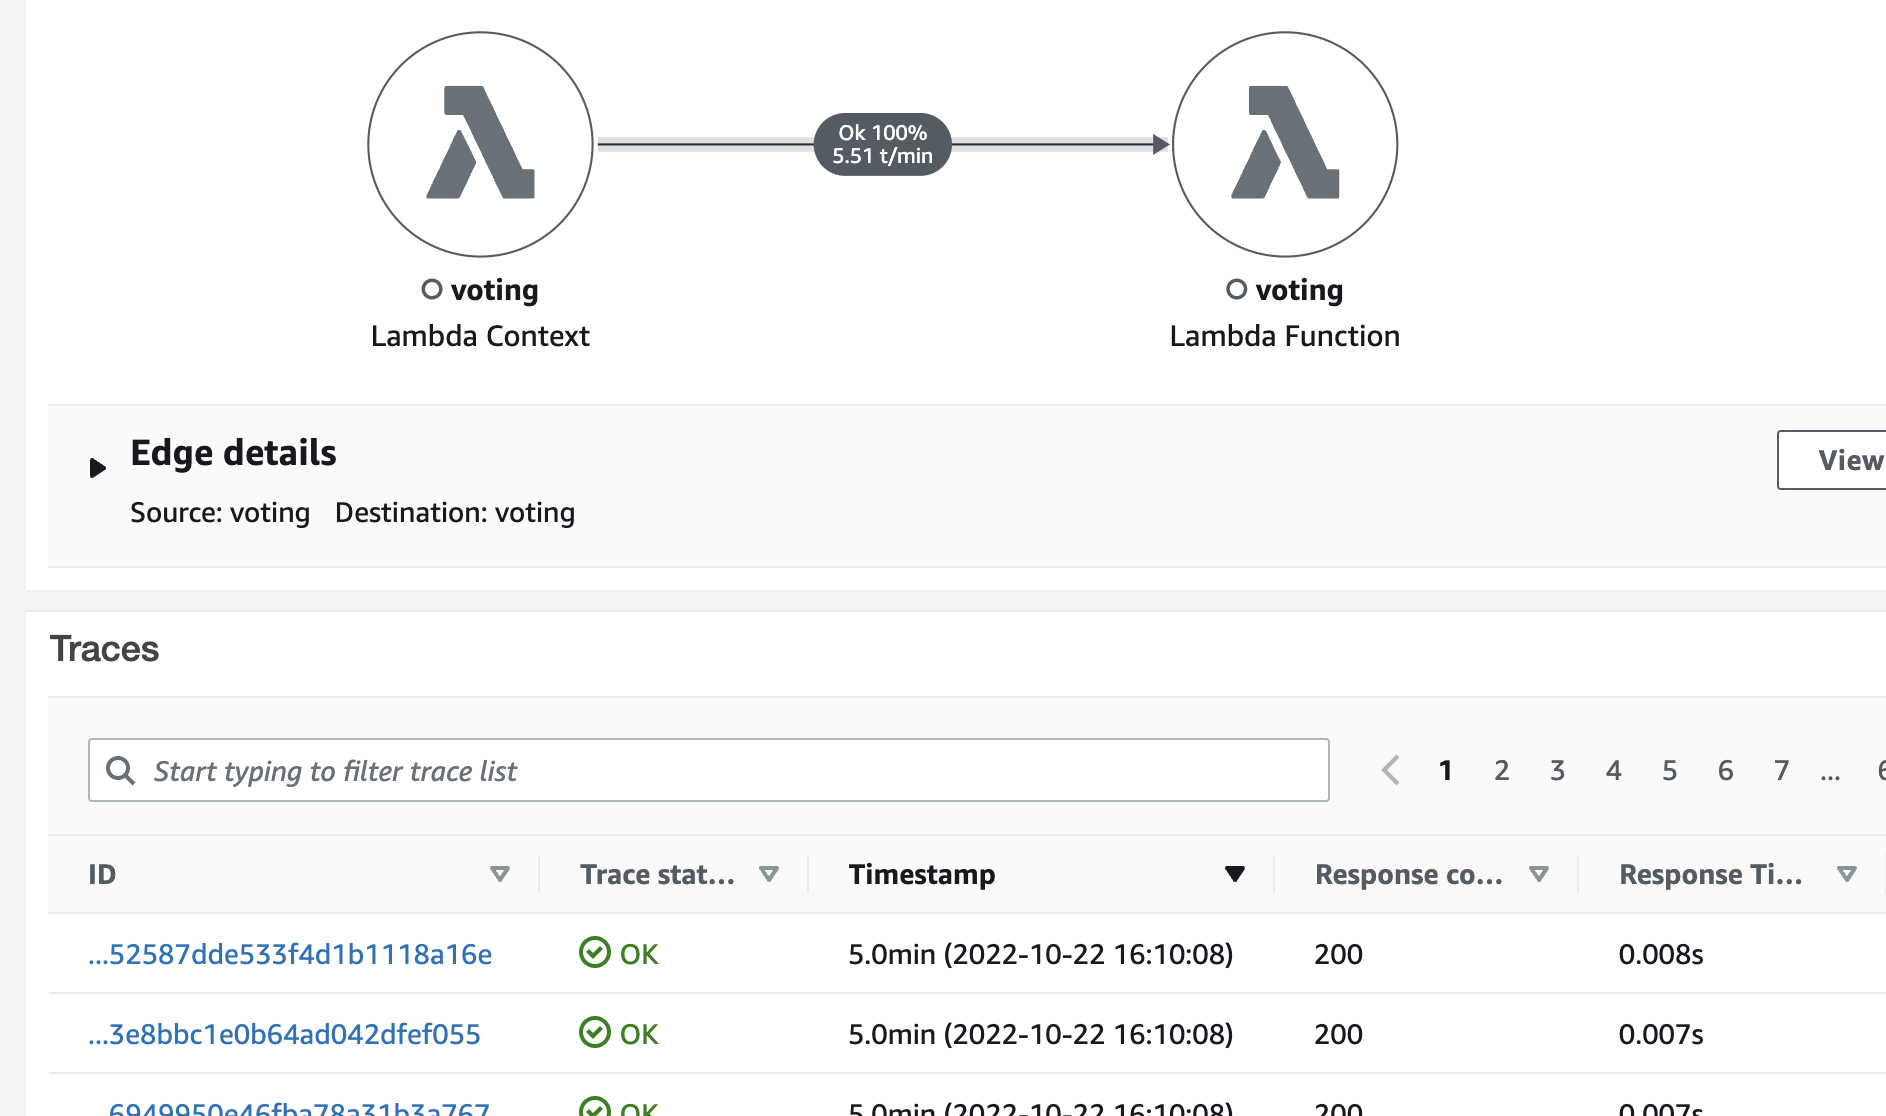 Ok 100%
5.51 t/min
voting
Lambda Context
voting
Lambda Function
Edge details
View
Source: voting Destination: voting
Traces
Start typing to filter trace list
1 2 3 4 5 6 7 ...
ID Trace stat... Timestamp Response co... Response Ti...
...52587dde533f4d1b1118a16e OK 5.0min (2022-10-22 16:10:08) 200 0.008s
...3e8bbc1e0b64ad042dfef055 OK 5.0min (2022-10-22 16:10:08) 200 0.007s
...6949950e46fba78a31b3a767 OK 5.0min (2022-10-22 16:10:08) 200 0.007s